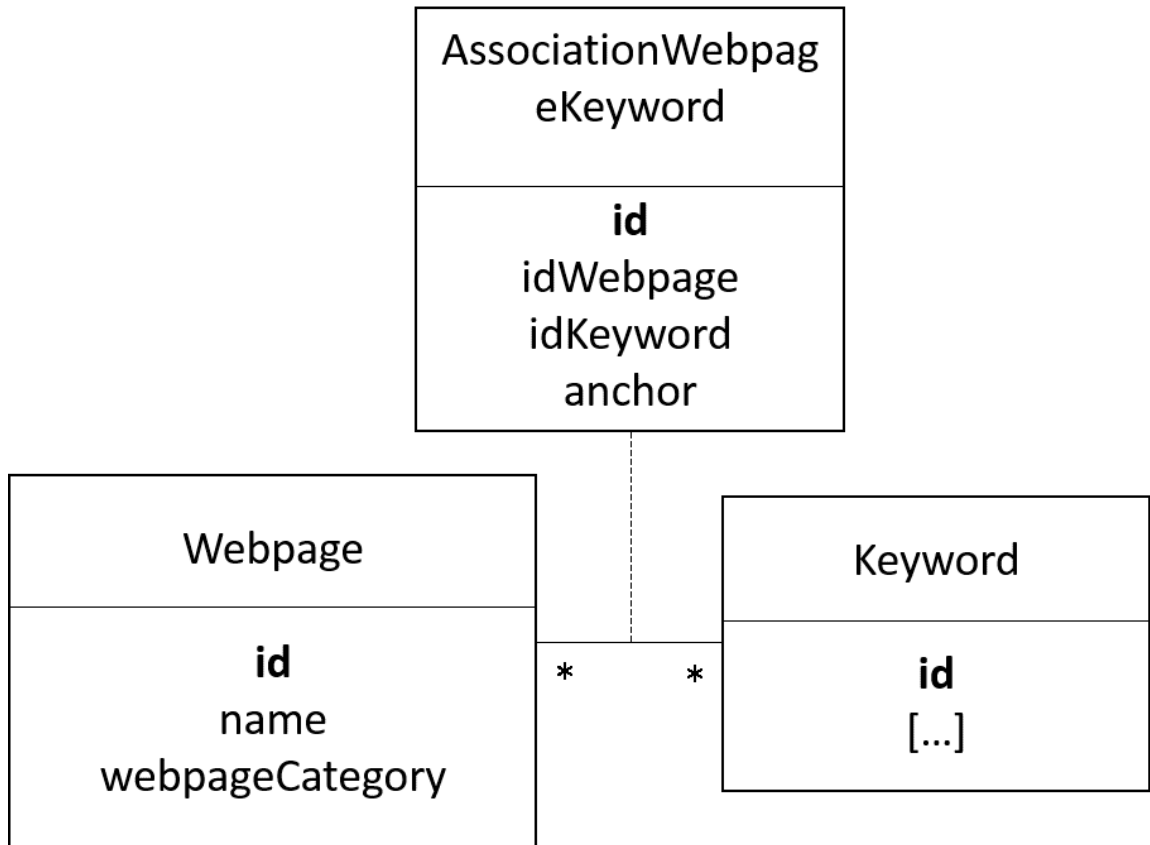 AssociationWebpag
eKeyword
id
idWebpage
idKeyword
anchor
Webpage
id
name
webpageCategory
*
*
Keyword
id
[...]